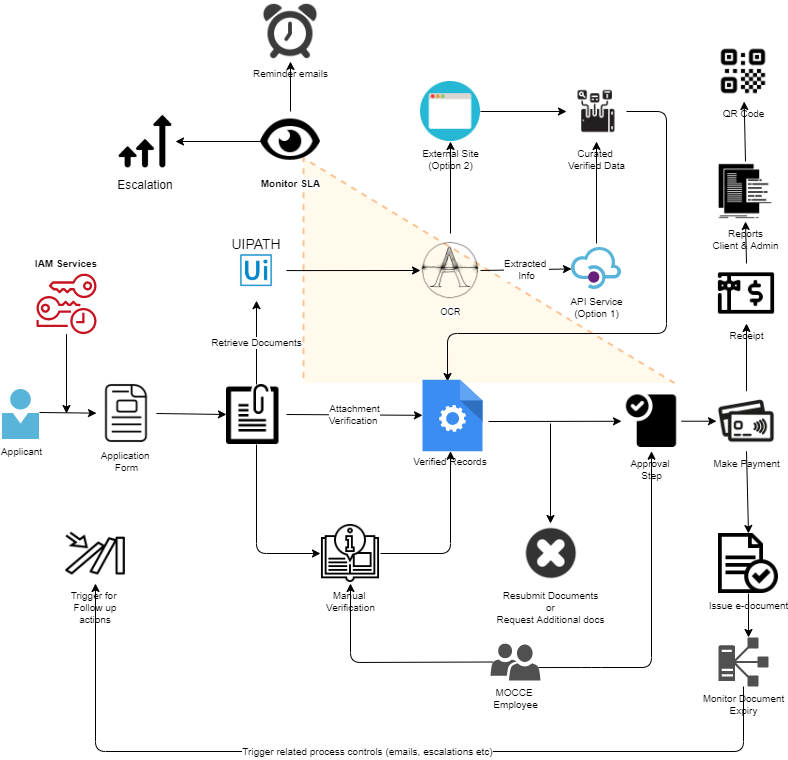 Reminder emails
QR Code
External Site
(Option 2)
Curated
Verified Data
Escalation
Monitor SLA
Reports
Client & Admin
UIPATH
Ui
IAM Services
A
Extracted
Info
OCR
API Service
(Option 1)
Receipt
Retrieve Documents
Attachment
Verification
Applicant
Application
Form
Verified Records
Approval
Step
Make Payment
Trigger for
Follow up
actions
Manual
Verification
Resubmit Documents
or
Request Additional docs
Issue e-document
MOCCE
Employee
Monitor Document
Expiry
Trigger related process controls (emails, escalations etc)